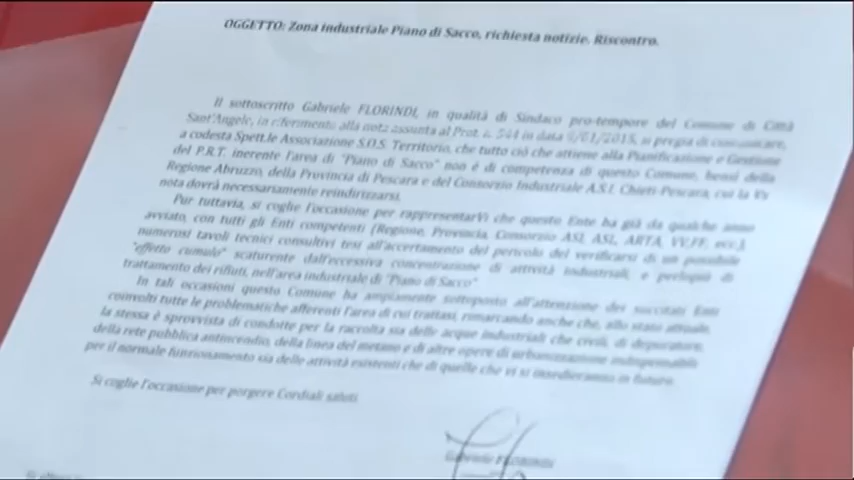 OGGETTO: Zona industriale Piano di Sacco, richiesta notizie. Riscontro.
Il sottoscritto Gabriele FLORINDI, in qualità di Sindaco pro-tempore del Comune di Città
Sant'Angelo, in riferimento alla nota assunta al Prot. n. 544 in data /01/2015, si pregia di comunicare,
a codesta Spett.le Associazione S.O.S. Territorio, che tutto ciò che attiene alla Pianificazione e Gestione
del P.R.T. inerente l'area di "Piano di Sacco" non è di competenza di questo Comune, bensì della
Regione Abruzzo, della Provincia di Pescara e del Consorzio Industriale A.S.I. Chieti-Pescara, cui la Vs
nota dovrà necessariamente reindirizzarsi.
Pur tuttavia, si coglie l'occasione per rappresentarVi che questo Ente ha già da qualche anno
avviato, con tutti gli Enti competenti (Regione, Provincia, Consorzio ASI, ASL, ARTA, VV.FF. ecc.),
numerosi tavoli tecnici consultivi tesi all'accertamento del pericolo del verificarsi di un possibile
"effetto cumulo" scaturente dall'eccessiva concentrazione di attività industriali, e perlopiù di
trattamento dei rifiuti, nell'area industriale di "Piano di Sacco"
In tali occasioni questo Comune ha ampiamente sottoposto all'attenzione dei succitati Enti
coinvolti tutte le problematiche afferenti l'area di cui trattasi, rimarcando anche che, allo stato attuale,
la stessa è sprovvista di condotte per la raccolta sia delle acque industriali che civili, di depuratore,
della rete pubblica antincendio, della linea del metano e di altre opere di urbanizzazione indispensabili
per il normale funzionamento sia delle attività esistenti che di quelle che vi si insedieranno in futuro.
Si coglie l'occasione per porgere Cordiali saluti
Gabriele FLORINDI